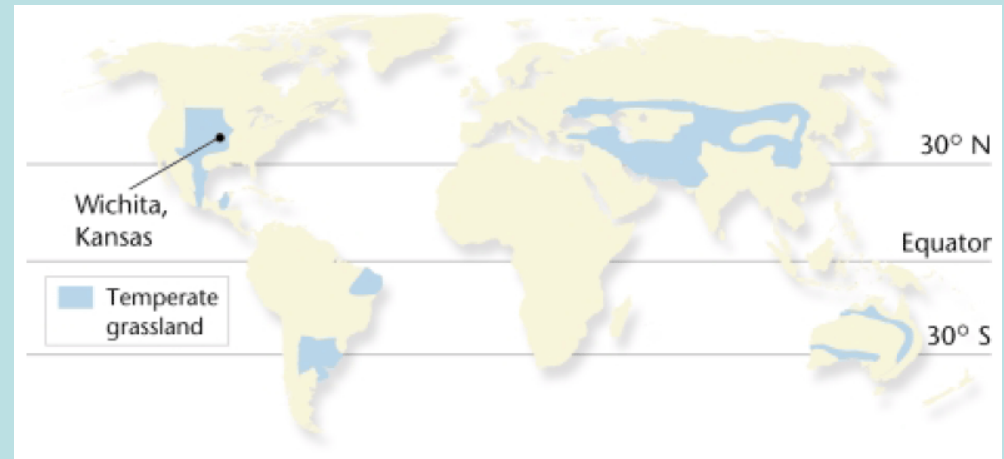 30° N
Wichita,
Kansas
Equator
Temperate
grassland
30° S